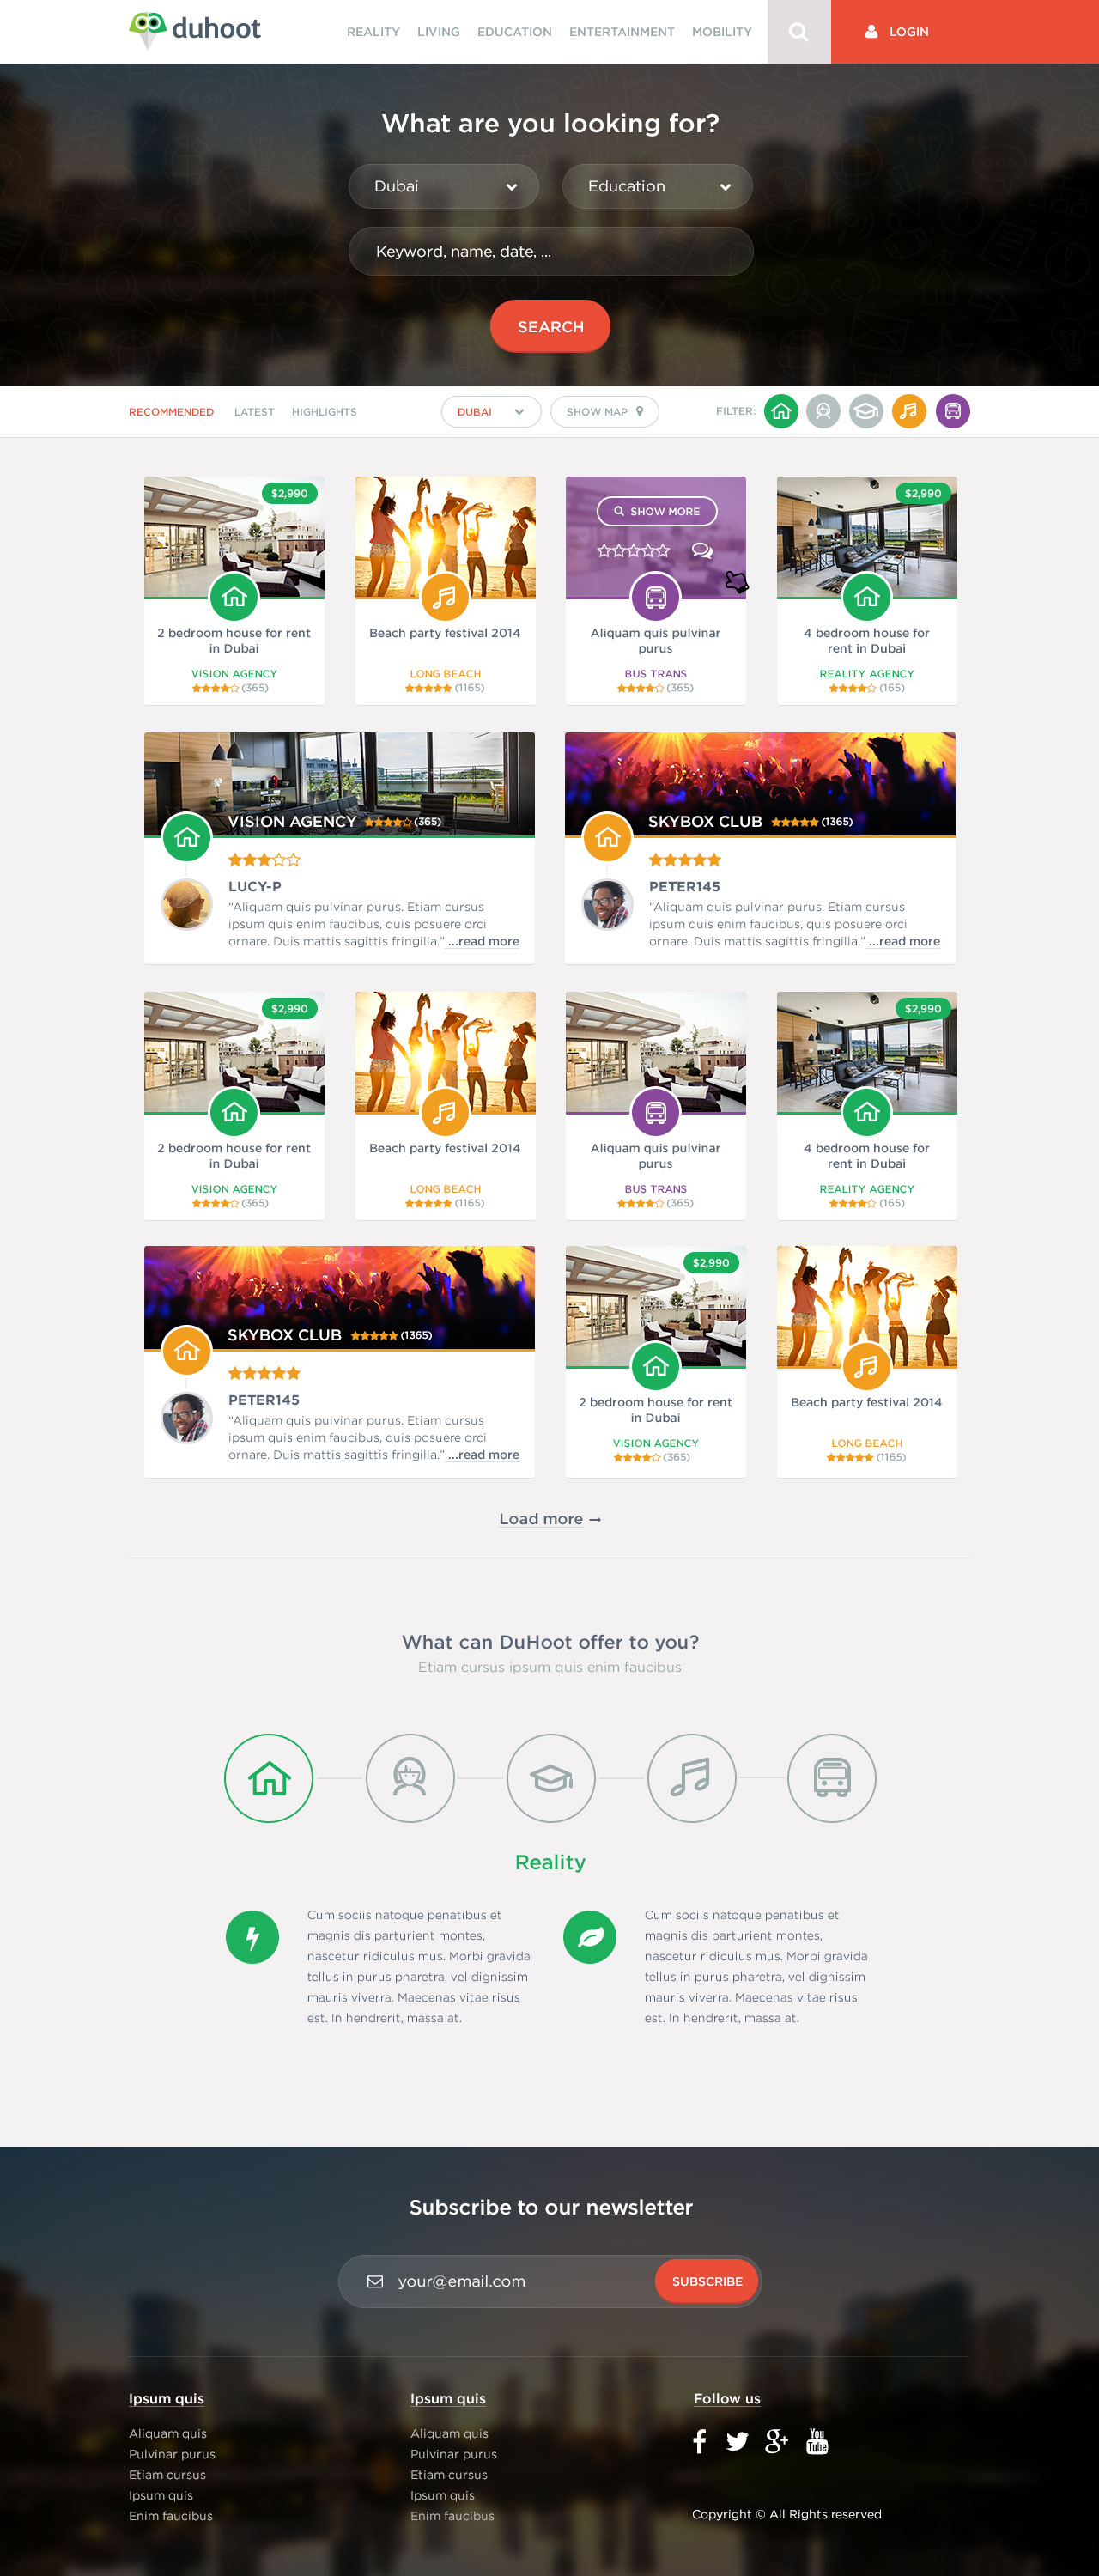 duhoot
REALITY LIVING EDUCATION ENTERTAINMENT MOBILITY
LOGIN
What are you looking for?
Dubai
Education
Keyword, name, date, ...
SEARCH
RECOMMENDED LATEST HIGHLIGHTS
DUBAI
SHOW MAP
FILTER:
$2,990
2 bedroom house for rent
in Dubai
VISION AGENCY
(365)
Beach party festival 2014
LONG BEACH
(1165)
SHOW MORE
Aliquam quis pulvinar
purus
BUS TRANS
(365)
$2,990
4 bedroom house for
rent in Dubai
REALITY AGENCY
(165)
VISION AGENCY (365)
LUCY-P
“Aliquam quis pulvinar purus. Etiam cursus
ipsum quis enim faucibus, quis posuere orci
ornare. Duis mattis sagittis fringilla.” ...read more
SKYBOX CLUB (1365)
PETER145
“Aliquam quis pulvinar purus. Etiam cursus
ipsum quis enim faucibus, quis posuere orci
ornare. Duis mattis sagittis fringilla.” ...read more
$2,990
2 bedroom house for rent
in Dubai
VISION AGENCY
(365)
Beach party festival 2014
LONG BEACH
(1165)
Aliquam quis pulvinar
purus
BUS TRANS
(365)
$2,990
4 bedroom house for
rent in Dubai
REALITY AGENCY
(165)
SKYBOX CLUB (1365)
PETER145
“Aliquam quis pulvinar purus. Etiam cursus
ipsum quis enim faucibus, quis posuere orci
ornare. Duis mattis sagittis fringilla.” ...read more
$2,990
2 bedroom house for rent
in Dubai
VISION AGENCY
(365)
Beach party festival 2014
LONG BEACH
(1165)
Load more →
What can DuHoot offer to you?
Etiam cursus ipsum quis enim faucibus
Reality
Cum sociis natoque penatibus et
magnis dis parturient montes,
nascetur ridiculus mus. Morbi gravida
tellus in purus pharetra, vel dignissim
mauris viverra. Maecenas vitae risus
est. In hendrerit, massa at.
Cum sociis natoque penatibus et
magnis dis parturient montes,
nascetur ridiculus mus. Morbi gravida
tellus in purus pharetra, vel dignissim
mauris viverra. Maecenas vitae risus
est. In hendrerit, massa at.
Subscribe to our newsletter
your@email.com
SUBSCRIBE
Ipsum quis
Aliquam quis
Pulvinar purus
Etiam cursus
Ipsum quis
Enim faucibus
Ipsum quis
Aliquam quis
Pulvinar purus
Etiam cursus
Ipsum quis
Enim faucibus
Follow us
You
Tube
Copyright © All Rights reserved